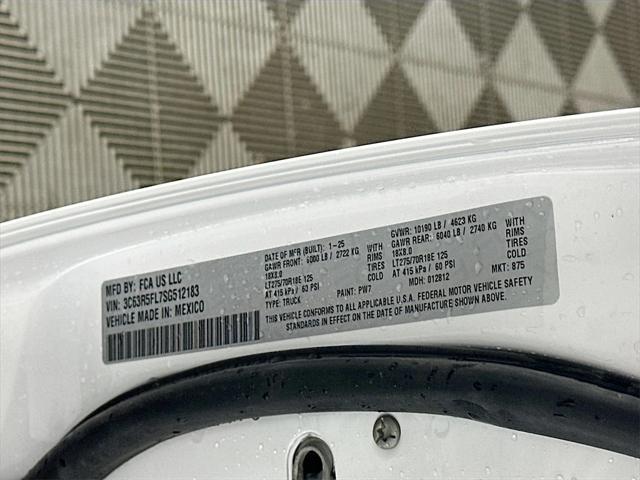 MFD BY: FCA US LLC
VIN: 3C63R5FL7SG512183
VEHICLE MADE IN: MEXICO
DATE OF MFR (BUILT): 1-25
GAWR FRONT: 6000 LB / 2722 KG WITH
18X8.0 RIMS
LT275/70R18E 125 TIRES
AT 415 kPa / 60 PSI COLD
TYPE: TRUCK PAINT: PW7
GVWR: 10190 LB / 4623 KG
GAWR REAR: 6040 LB / 2740 KG WITH
18X8.0 RIMS
LT275/70R18E 125 TIRES
AT 415 kPa / 60 PSI COLD
MDH: 012812 MKT: 875
THIS VEHICLE CONFORMS TO ALL APPLICABLE U.S.A. FEDERAL MOTOR VEHICLE SAFETY
STANDARDS IN EFFECT ON THE DATE OF MANUFACTURE SHOWN ABOVE.